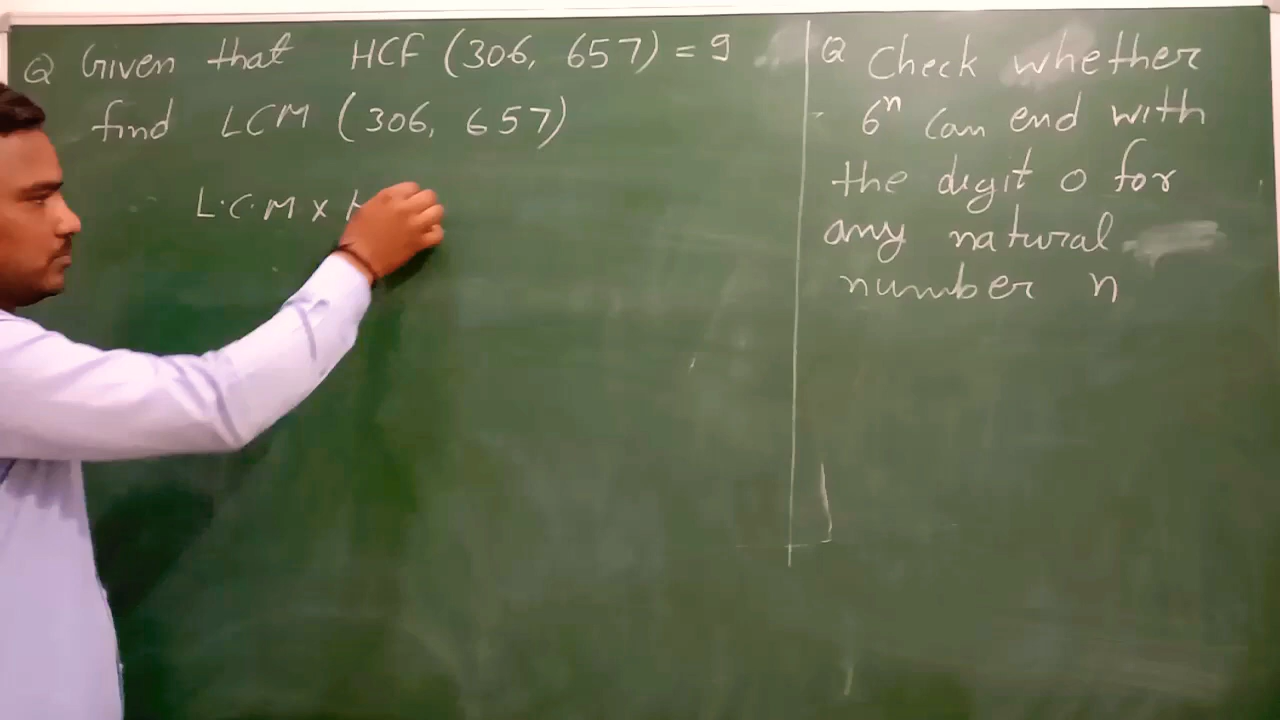 Q Given that HCF (306, 657) = 9
find LCM (306, 657)
L.C.M x
Q Check whether
6ⁿ can end with
the digit 0 for
any natural
number n